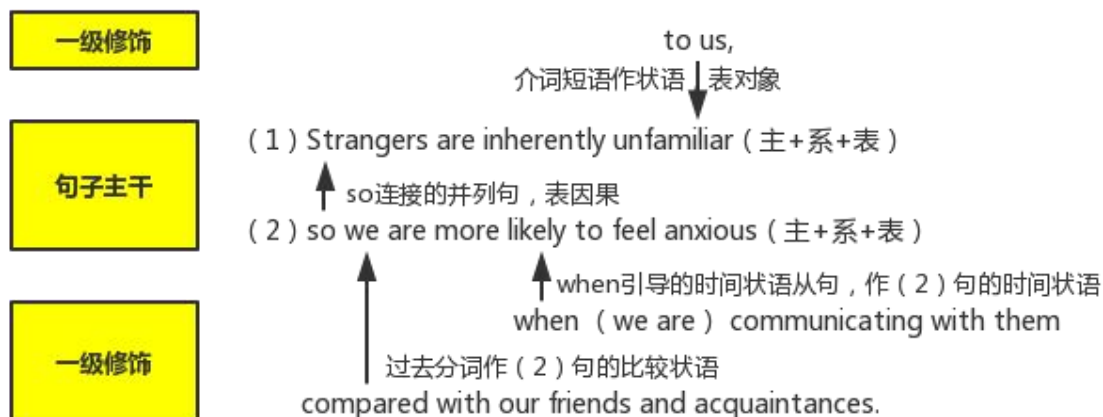 一级修饰
to us,
介词短语作状语 表对象
句子主干
（1）Strangers are inherently unfamiliar（主+系+表）
so连接的并列句，表因果
（2）so we are more likely to feel anxious（主+系+表）
一级修饰
when引导的时间状语从句，作（2）句的时间状语
when（we are）communicating with them
过去分词作（2）句的比较状语
compared with our friends and acquaintances.